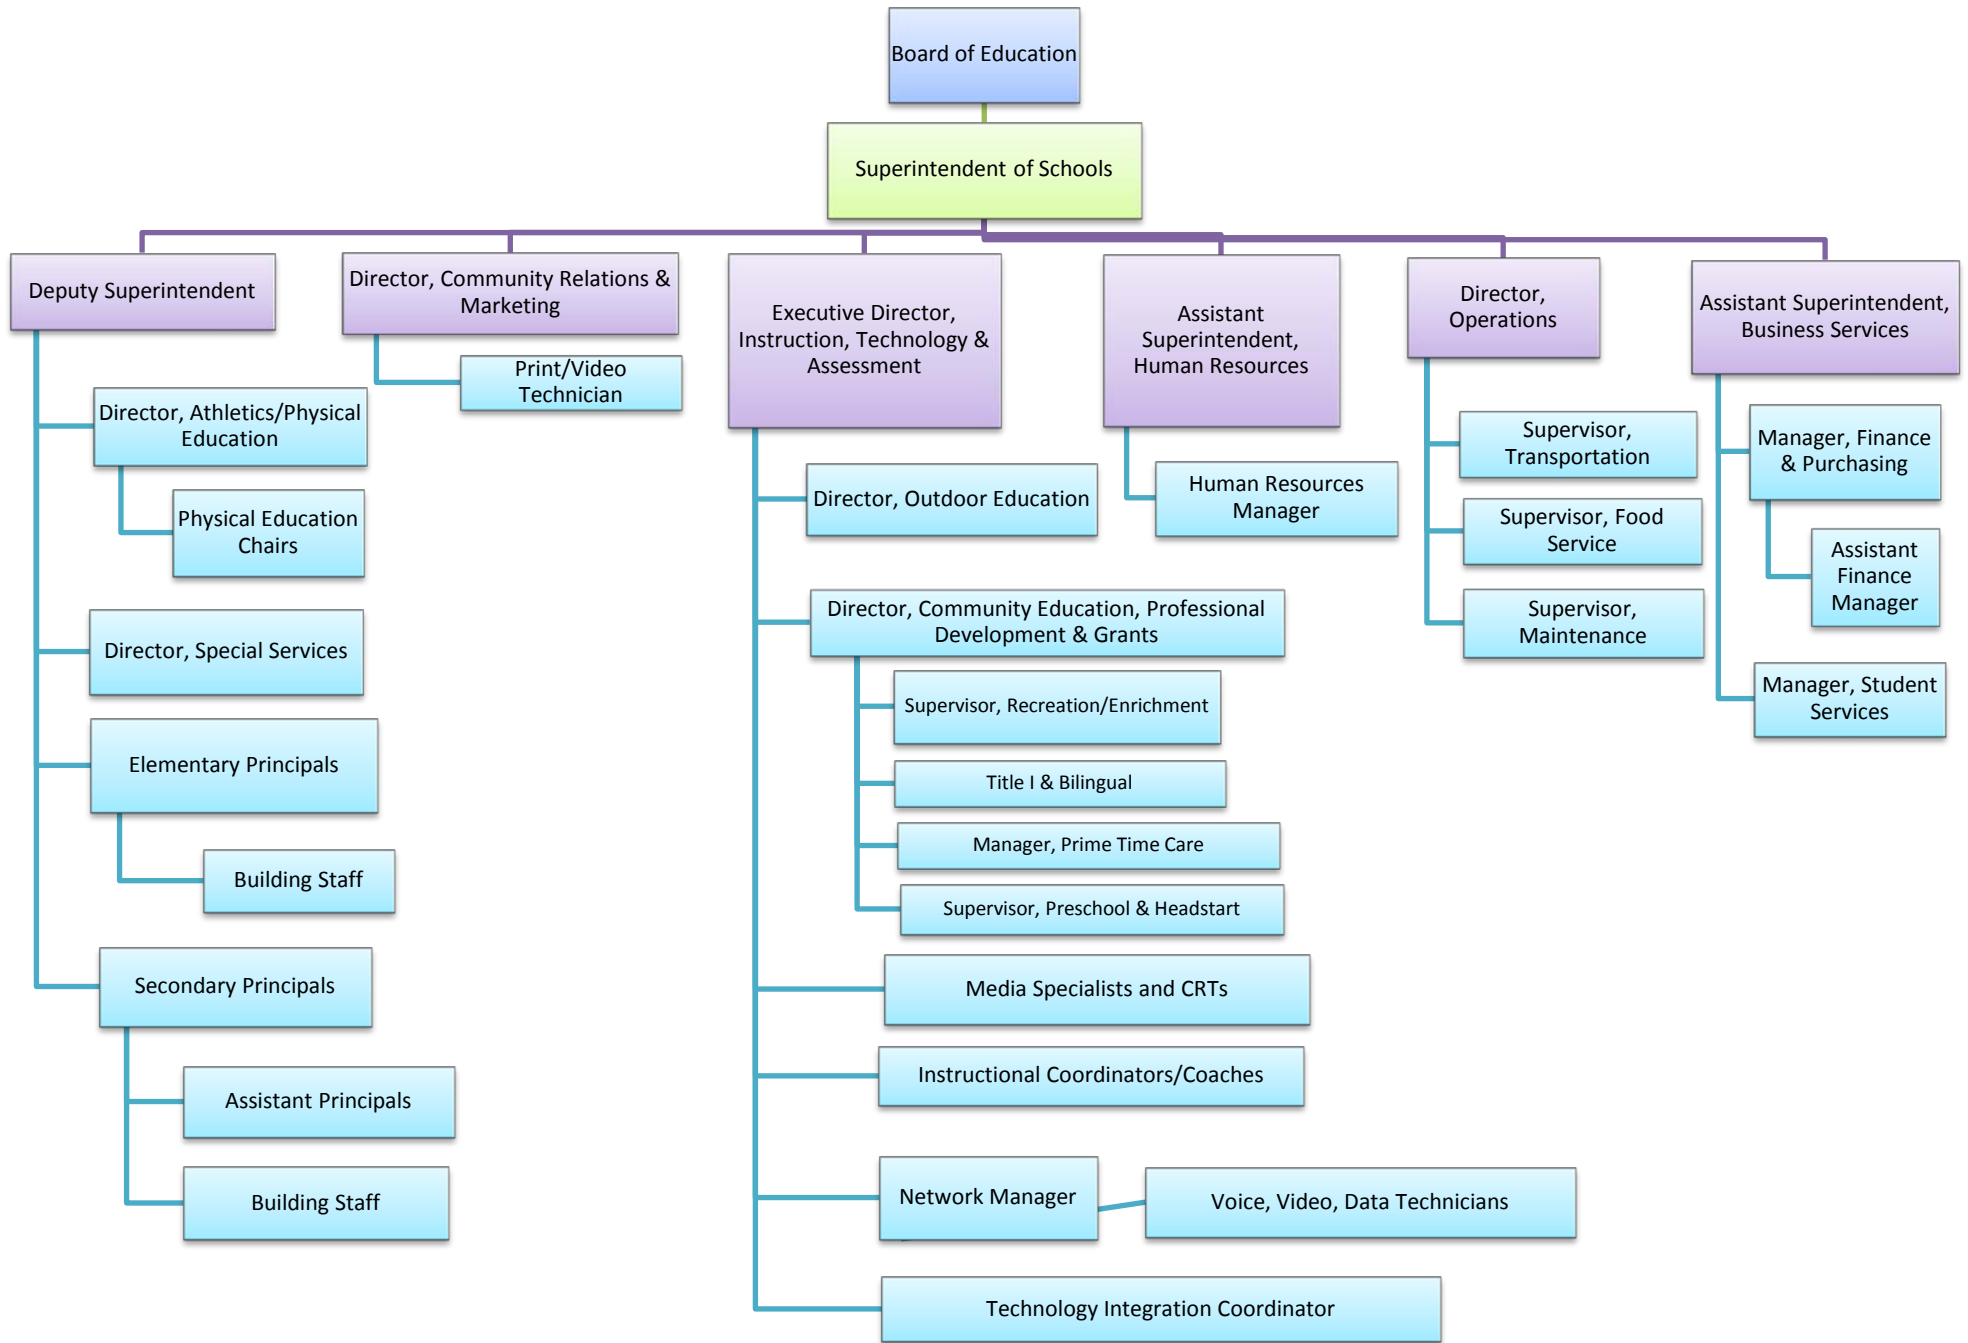 Board of Education
Superintendent of Schools
Deputy Superintendent
Director, Athletics/Physical
Education
Physical Education
Chairs
Director, Special Services
Elementary Principals
Building Staff
Secondary Principals
Assistant Principals
Building Staff
Director, Community Relations &
Marketing
Print/Video
Technician
Executive Director,
Instruction, Technology &
Assessment
Director, Outdoor Education
Director, Community Education, Professional
Development & Grants
Supervisor, Recreation/Enrichment
Title I & Bilingual
Manager, Prime Time Care
Supervisor, Preschool & Headstart
Media Specialists and CRTs
Instructional Coordinators/Coaches
Network Manager
Voice, Video, Data Technicians
Technology Integration Coordinator
Assistant
Superintendent,
Human Resources
Human Resources
Manager
Director,
Operations
Supervisor,
Transportation
Supervisor, Food
Service
Supervisor,
Maintenance
Assistant Superintendent,
Business Services
Manager, Finance
& Purchasing
Assistant
Finance
Manager
Manager, Student
Services